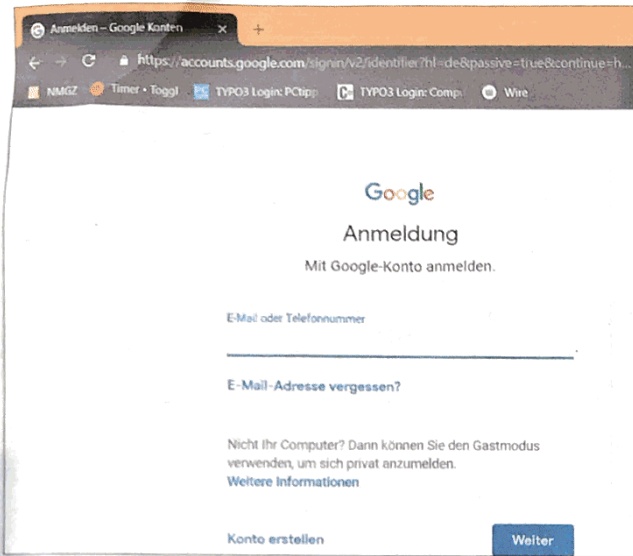 Anmelden – Google Konten
https://accounts.google.com/signin/v2/identifier?hl=de&passive=true&continue=h...
NMGZ Timer • Toggl PC TYPO3 Login: PCtipp TYPO3 Login: Compu Wire
Google
Anmeldung
Mit Google-Konto anmelden.
E-Mail oder Telefonnummer
E-Mail-Adresse vergessen?
Nicht Ihr Computer? Dann können Sie den Gastmodus
verwenden, um sich privat anzumelden.
Weitere Informationen
Konto erstellen Weiter